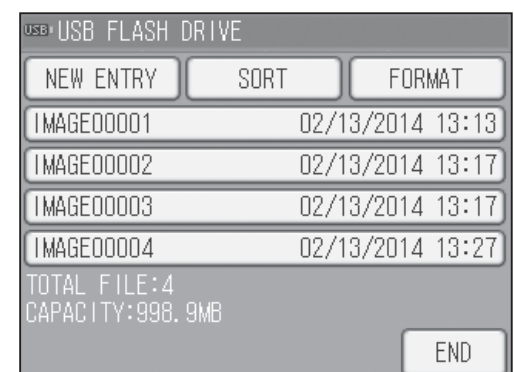 USB USB FLASH DRIVE
NEW ENTRY SORT FORMAT
IMAGE00001 02/13/2014 13:13
IMAGE00002 02/13/2014 13:17
IMAGE00003 02/13/2014 13:17
IMAGE00004 02/13/2014 13:27
TOTAL FILE:4
CAPACITY:998.9MB
END